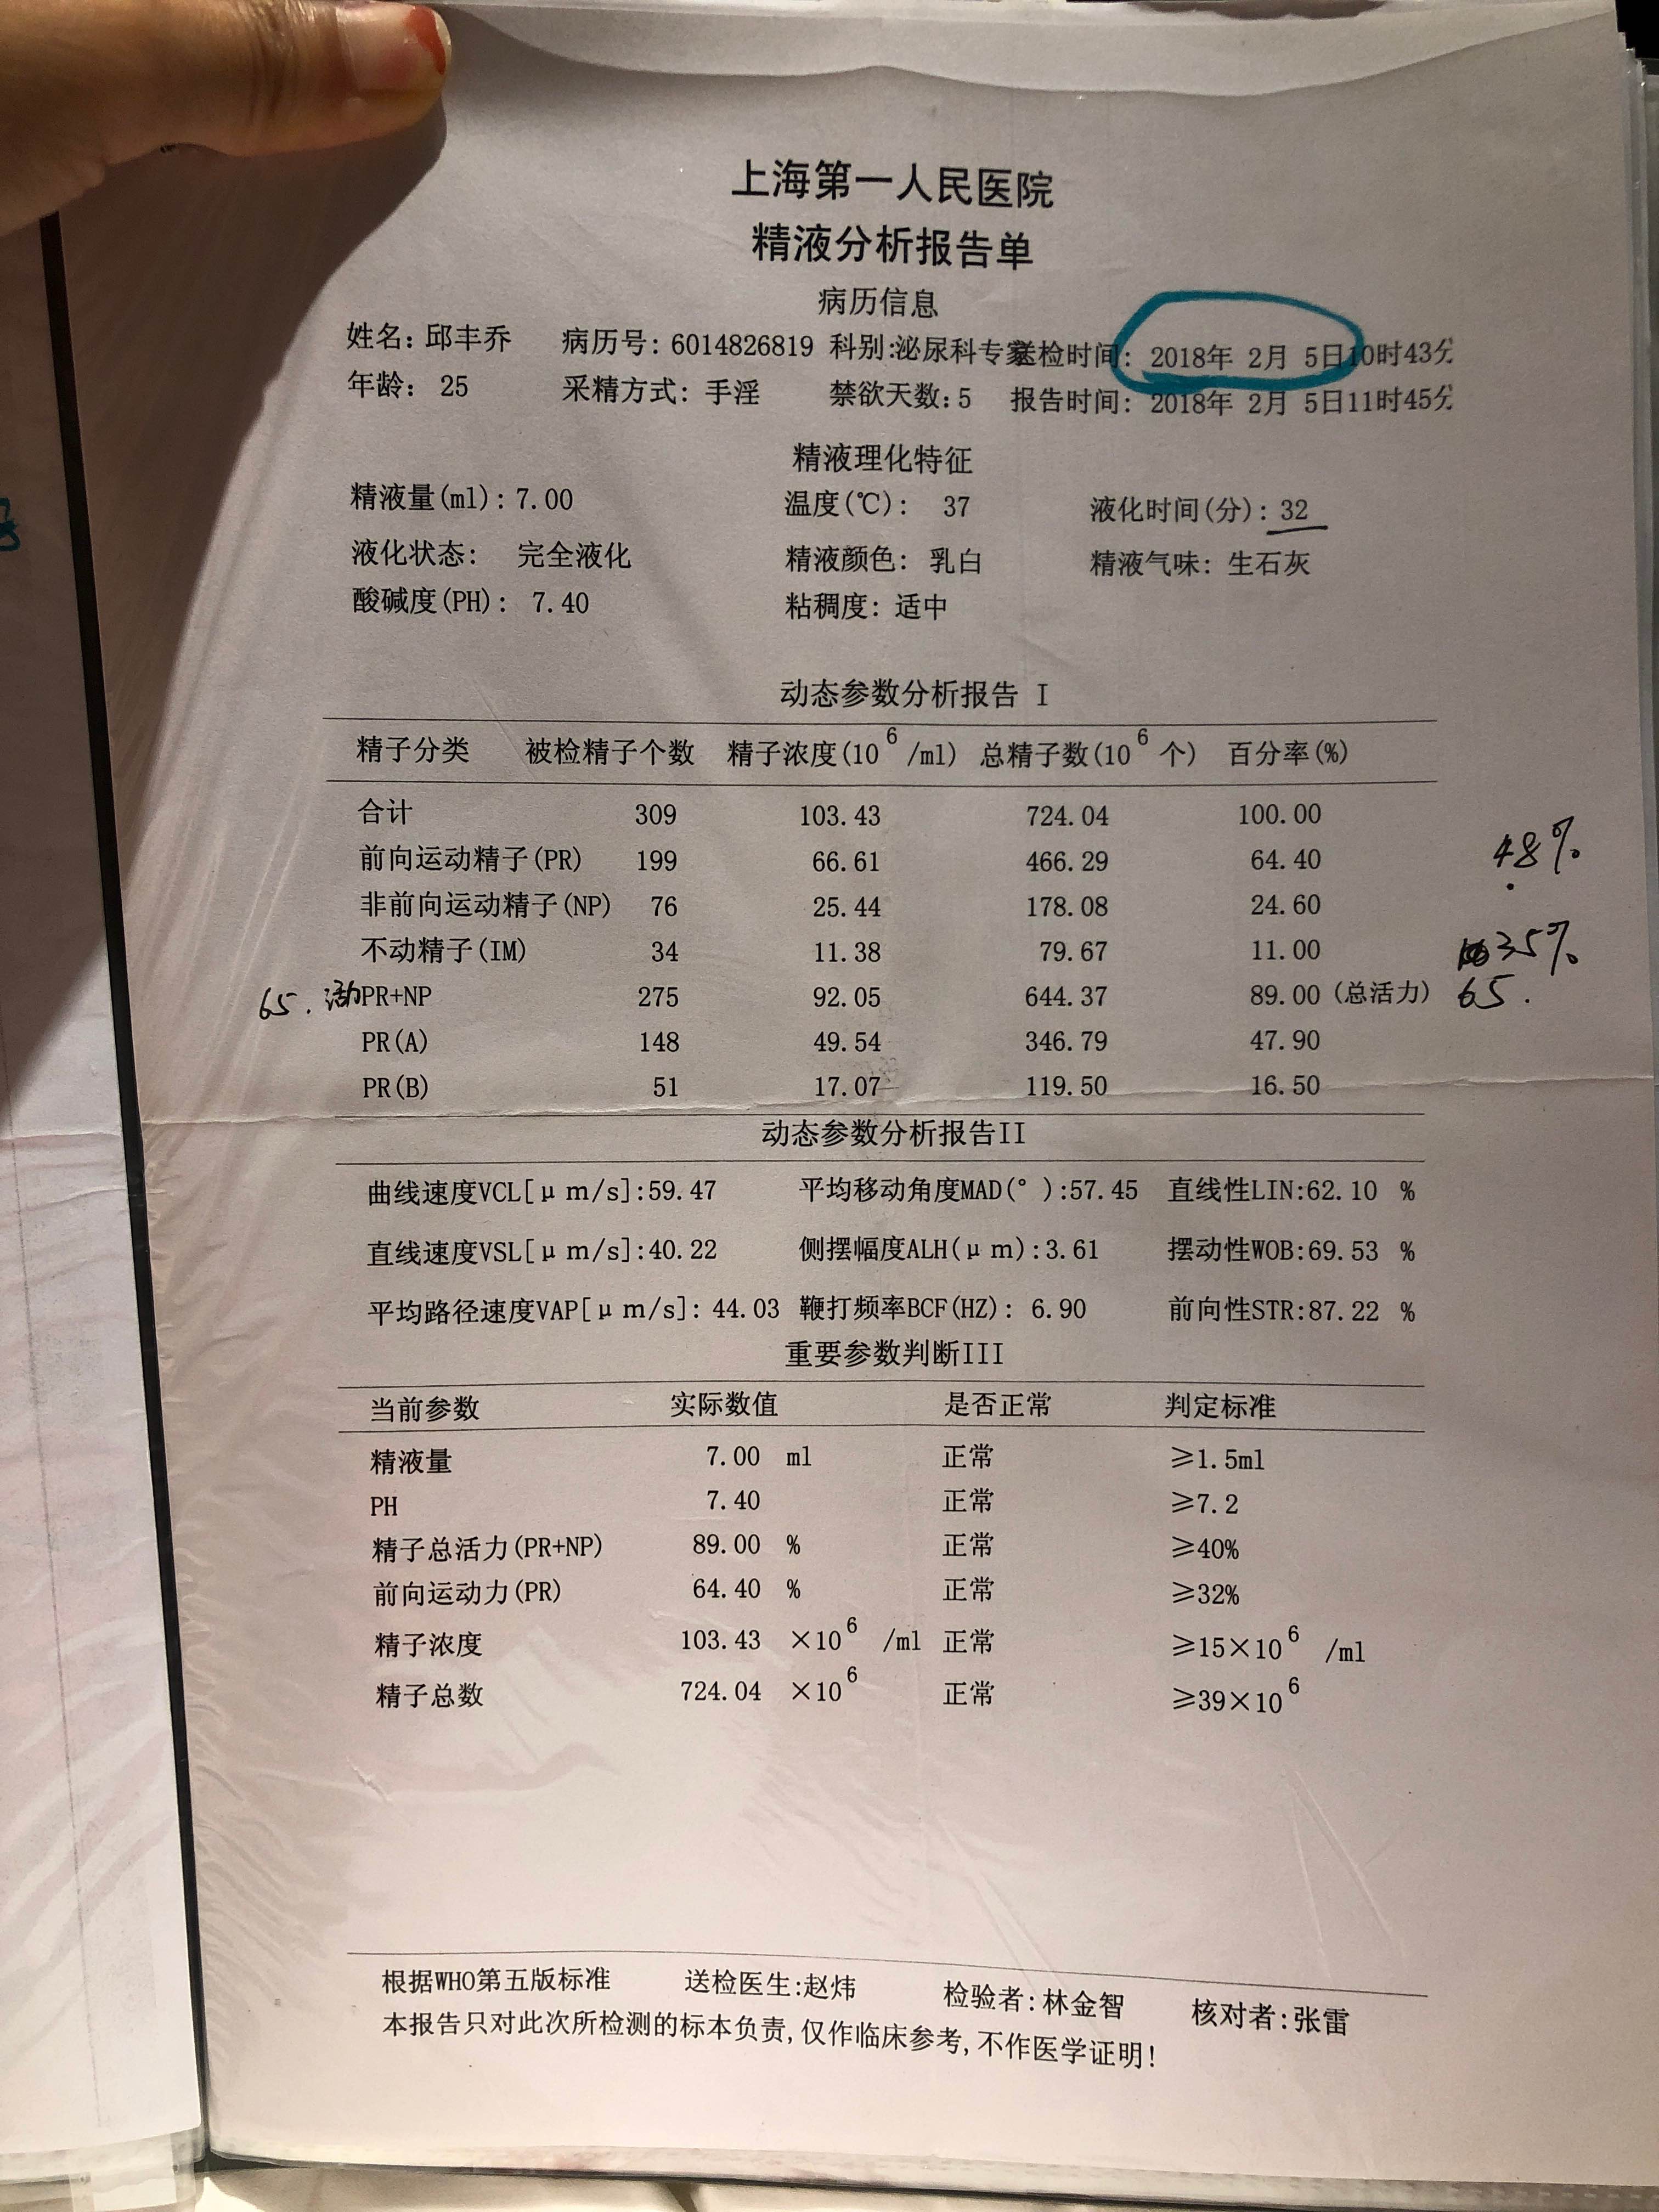 上海第一人民医院
精液分析报告单
病历信息
姓名: 邱丰乔 病历号: 6014826819 科别:泌尿科专家 送检时间: 2018年 2月 5日10时43分
年龄: 25 采精方式: 手淫 禁欲天数:5 报告时间: 2018年 2月 5日11时45分
精液理化特征
精液量(ml): 7.00 温度(℃): 37 液化时间(分): 32
液化状态: 完全液化 精液颜色: 乳白 精液气味: 生石灰
酸碱度(PH): 7.40 粘稠度: 适中
动态参数分析报告 I
精子分类 被检精子个数 精子浓度(10⁶/ml) 总精子数(10⁶个) 百分率(%)
合计 309 103.43 724.04 100.00
前向运动精子(PR) 199 66.61 466.29 64.40 48%
非前向运动精子(NP) 76 25.44 178.08 24.60
不动精子(IM) 34 11.38 79.67 11.00 35%
65. 活动 PR+NP 275 92.05 644.37 89.00 (总活力) 65.
PR(A) 148 49.54 346.79 47.90
PR(B) 51 17.07 119.50 16.50
动态参数分析报告II
曲线速度VCL[μm/s]:59.47 平均移动角度MAD(°):57.45 直线性LIN:62.10 %
直线速度VSL[μm/s]:40.22 侧摆幅度ALH(μm):3.61 摆动性WOB:69.53 %
平均路径速度VAP[μm/s]: 44.03 鞭打频率BCF(HZ): 6.90 前向性STR:87.22 %
重要参数判断III
当前参数 实际数值 是否正常 判定标准
精液量 7.00 ml 正常 ≥1.5ml
PH 7.40 正常 ≥7.2
精子总活力(PR+NP) 89.00 % 正常 ≥40%
前向运动力(PR) 64.40 % 正常 ≥32%
精子浓度 103.43 ×10⁶ /ml 正常 ≥15×10⁶ /ml
精子总数 724.04 ×10⁶ 正常 ≥39×10⁶
根据WHO第五版标准 送检医生:赵炜 检验者:林金智 核对者:张雷
本报告只对此次所检测的标本负责,仅作临床参考,不作医学证明!